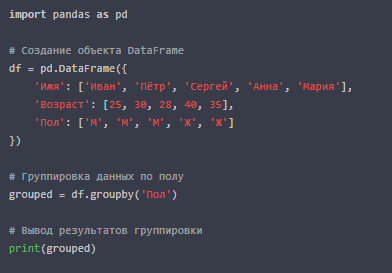 import pandas as pd
# Создание объекта DataFrame
df = pd.DataFrame({
    'Имя': ['Иван', 'Пётр', 'Сергей', 'Анна', 'Мария'],
    'Возраст': [25, 30, 28, 40, 35],
    'Пол': ['М', 'М', 'М', 'Ж', 'Ж']
})
# Группировка данных по полу
grouped = df.groupby('Пол')
# Вывод результатов группировки
print(grouped)